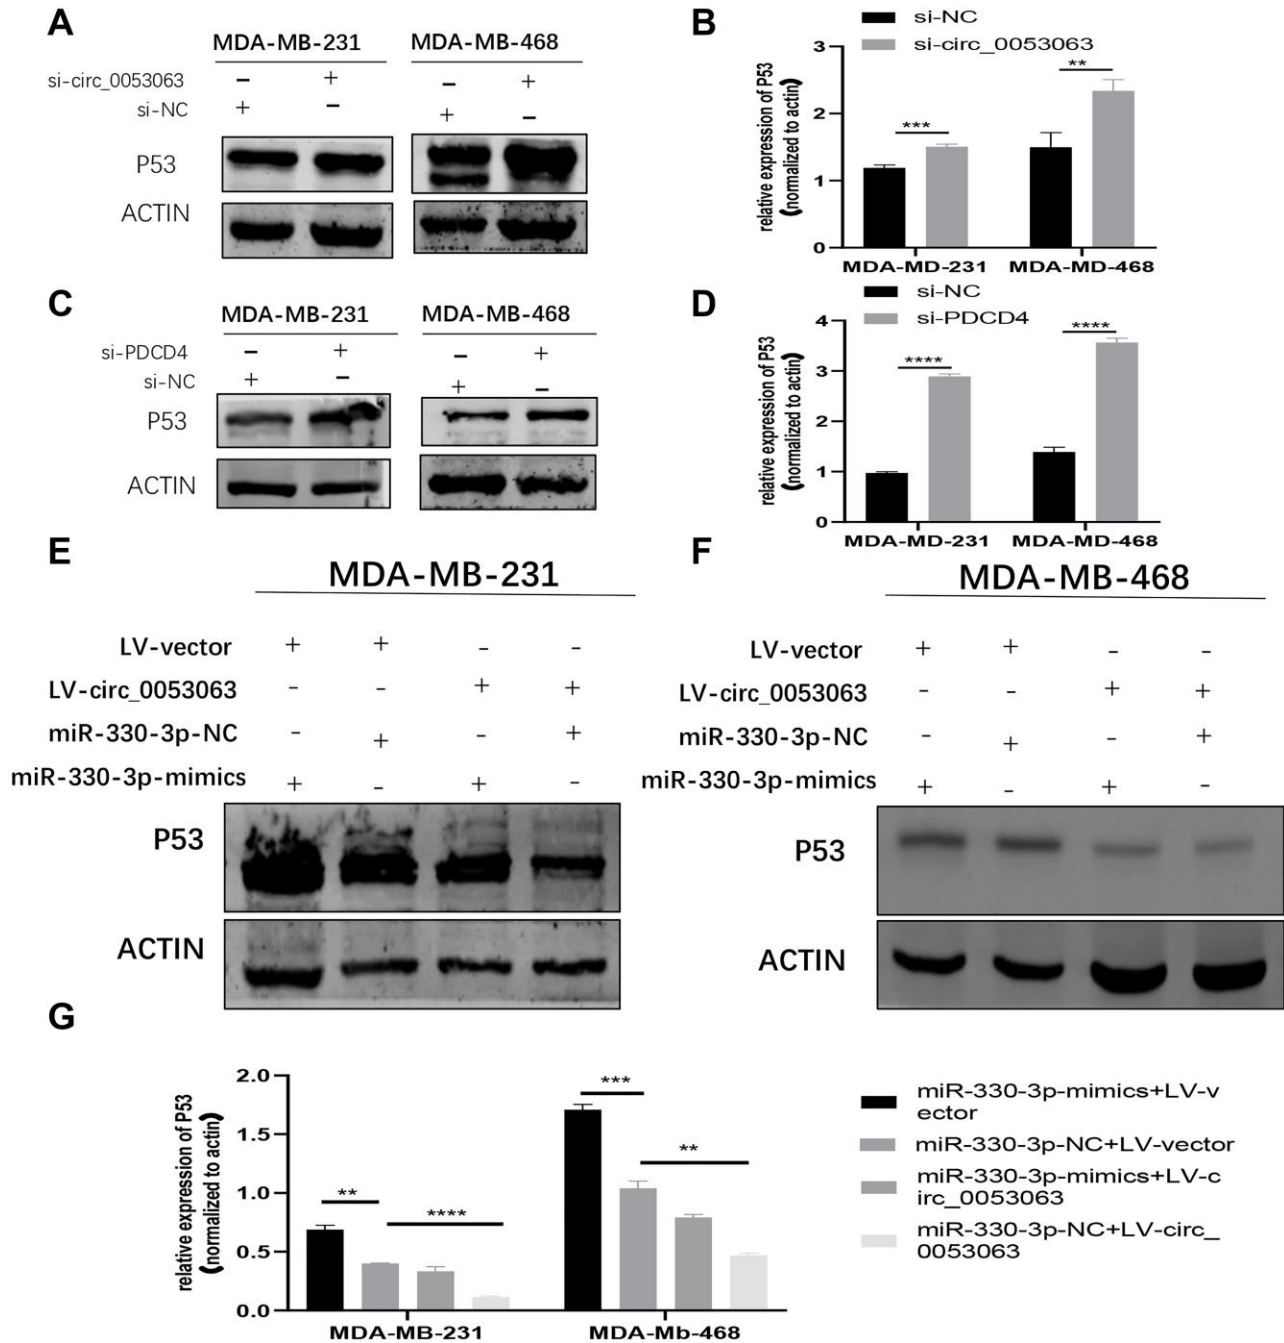 A
MDA-MB-231
MDA-MB-468
si-circ_0053063
− + − +
si-NC
+ − + −
P53
ACTIN
B
si-NC
si-circ_0053063
relative expression of P53
(normalized to actin)
3
2
1
0
***
**
MDA-MD-231
MDA-MD-468
C
MDA-MB-231
MDA-MB-468
si-PDCD4
− + − +
si-NC
+ − + −
P53
ACTIN
D
si-NC
si-PDCD4
relative expression of P53
(normalized to actin)
4
3
2
1
0
****
****
MDA-MD-231
MDA-MD-468
E
MDA-MB-231
LV-vector + + - -
LV-circ_0053063 - - + +
miR-330-3p-NC - + - +
miR-330-3p-mimics + - + -
P53
ACTIN
F
MDA-MB-468
LV-vector + + - -
LV-circ_0053063 - - + +
miR-330-3p-NC - + - +
miR-330-3p-mimics + - + -
P53
ACTIN
G
relative expression of P53
(normalized to actin)
2.0
1.5
1.0
0.5
0.0
**
****
***
**
MDA-MB-231
MDA-Mb-468
miR-330-3p-mimics+LV-v
ector
miR-330-3p-NC+LV-vector
miR-330-3p-mimics+LV-c
irc_0053063
miR-330-3p-NC+LV-circ_
0053063